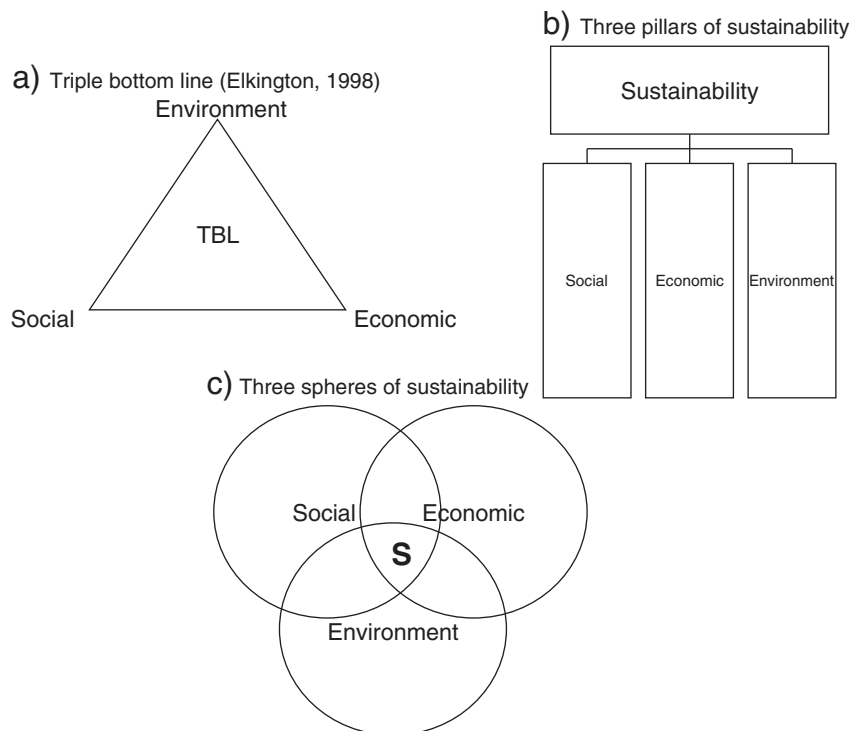 a) Triple bottom line (Elkington, 1998)
Environment
TBL
Social
Economic
b) Three pillars of sustainability
Sustainability
Social
Economic
Environment
c) Three spheres of sustainability
Social
Economic
S
Environment